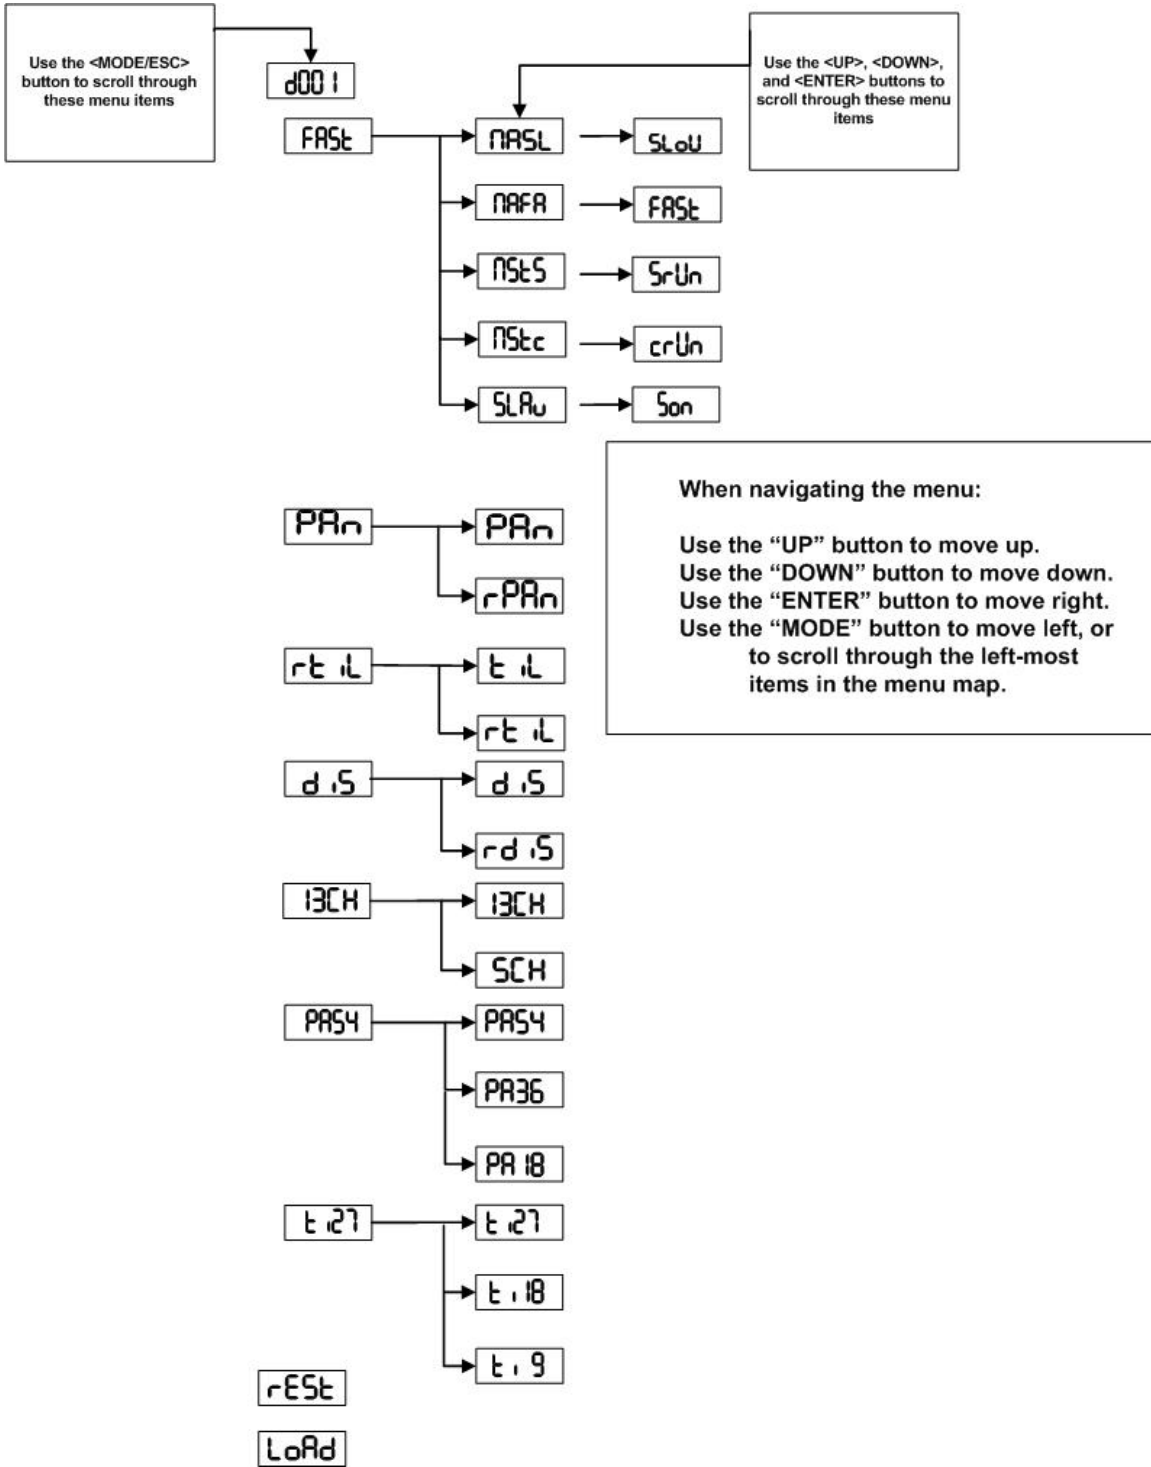 Use the <MODE/ESC>
button to scroll through
these menu items
Use the <UP>, <DOWN>,
and <ENTER> buttons to
scroll through these menu
items
d001
FASt
MASL
SLoW
MAFA
FASt
MStS
SrUn
MStc
crUn
SLAv
Son
When navigating the menu:
Use the “UP” button to move up.
Use the “DOWN” button to move down.
Use the “ENTER” button to move right.
Use the “MODE” button to move left, or
to scroll through the left-most
items in the menu map.
PAn
PAn
rPAn
rtiL
tiL
rtiL
diS
diS
rdiS
13CH
13CH
5CH
PA54
PA54
PA36
PA18
ti27
ti27
ti18
ti 9
rESt
LoAd